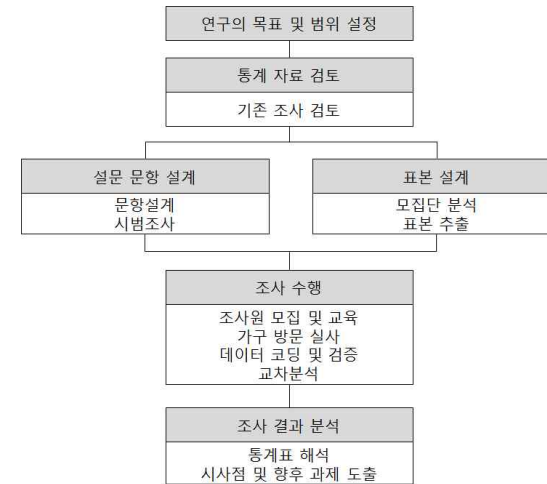 연구의 목표 및 범위 설정
통계 자료 검토
기존 조사 검토
설문 문항 설계
문항설계
시범조사
표본 설계
모집단 분석
표본 추출
조사 수행
조사원 모집 및 교육
가구 방문 실사
데이터 코딩 및 검증
교차분석
조사 결과 분석
통계표 해석
시사점 및 향후 과제 도출